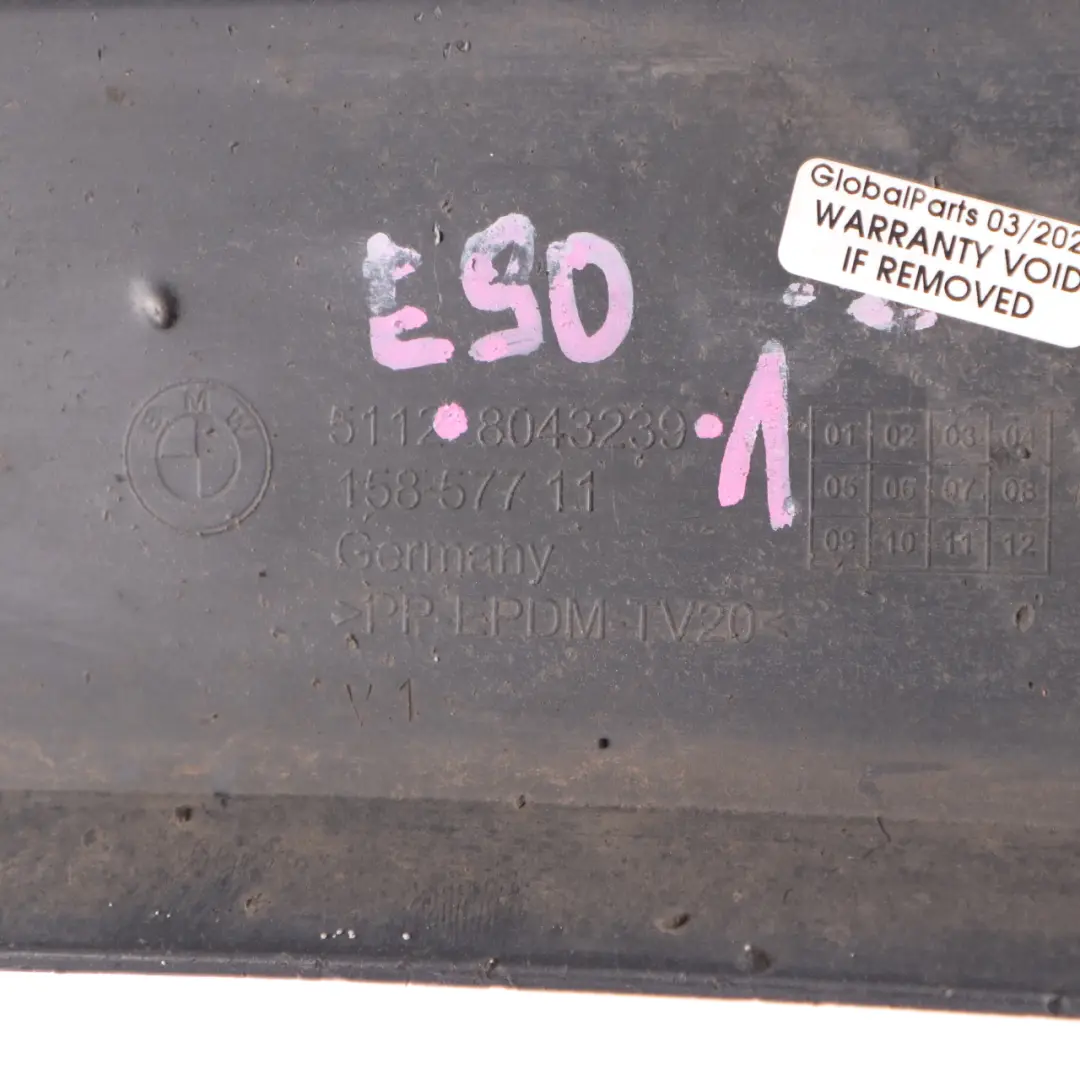 GlobalParts 03/202
WARRANTY VOID
IF REMOVED
E90
1
BMW
5112 8043239
158-577 11
Germany
>PP-EPDM-TV20<
V.1
01 02 03 04
05 06 07 08
09 10 11 12